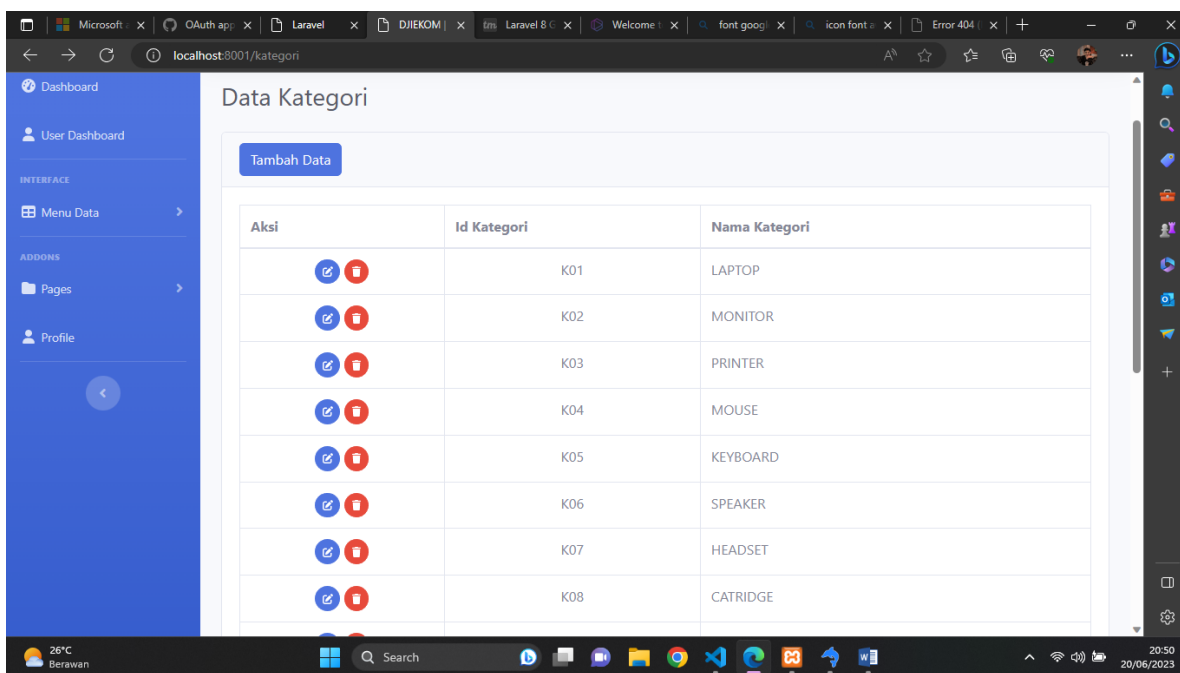 Microsoft
OAuth app
Laravel
DJIEKOM |
tm Laravel 8 G
Welcome t
font googl
icon font a
Error 404 (
localhost:8001/kategori
Dashboard
User Dashboard
INTERFACE
Menu Data
ADDONS
Pages
Profile
Data Kategori
Tambah Data
Aksi Id Kategori Nama Kategori
K01 LAPTOP
K02 MONITOR
K03 PRINTER
K04 MOUSE
K05 KEYBOARD
K06 SPEAKER
K07 HEADSET
K08 CATRIDGE
26°C
Berawan
Search
20:50
20/06/2023